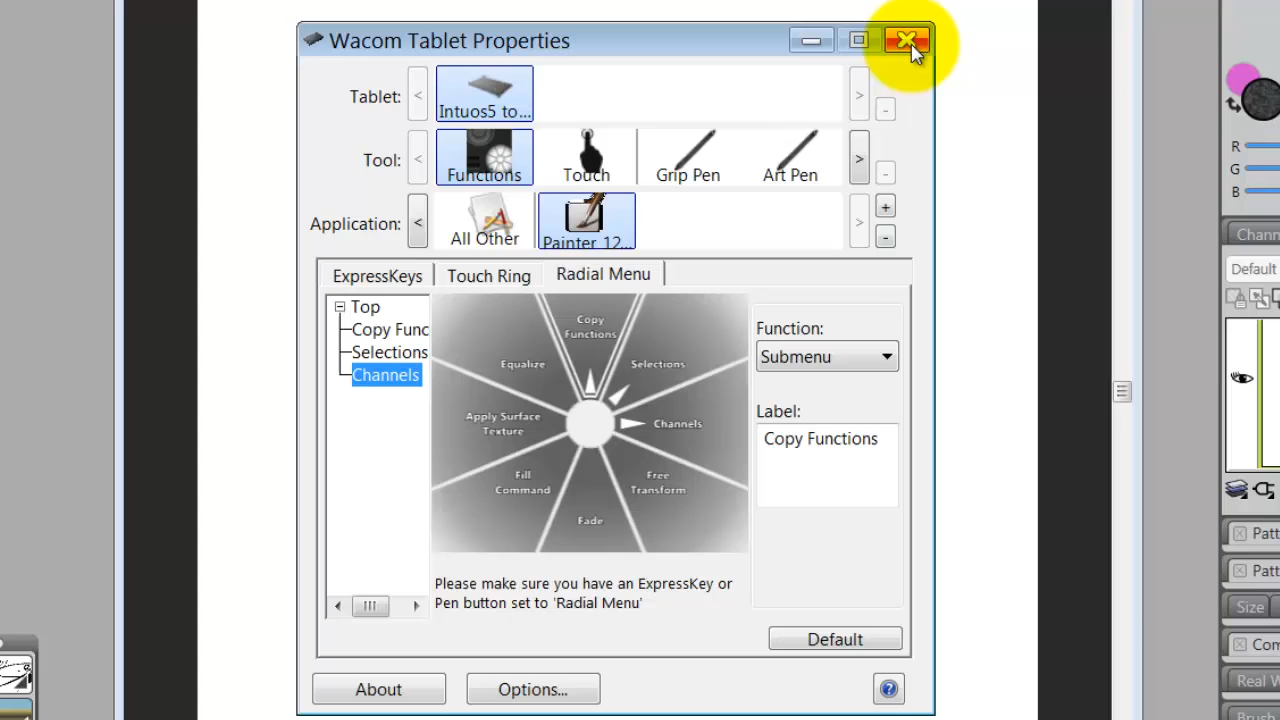 Wacom Tablet Properties
Tablet:
<
Intuos5 to...
>
-
Tool:
<
Functions
Touch
Grip Pen
Art Pen
>
-
Application:
<
All Other
Painter 12...
>
+
-
ExpressKeys
Touch Ring
Radial Menu
Top
Copy Func
Selections
Channels
Copy
Functions
Selections
Channels
Free
Transform
Fade
Fill
Command
Apply Surface
Texture
Equalize
Function:
Submenu
Label:
Copy Functions
Please make sure you have an ExpressKey or
Pen button set to 'Radial Menu'
Default
About
Options...
?
R
G
B
Chann
Default
Patt
Patt
Size
Com
Real W
Brush